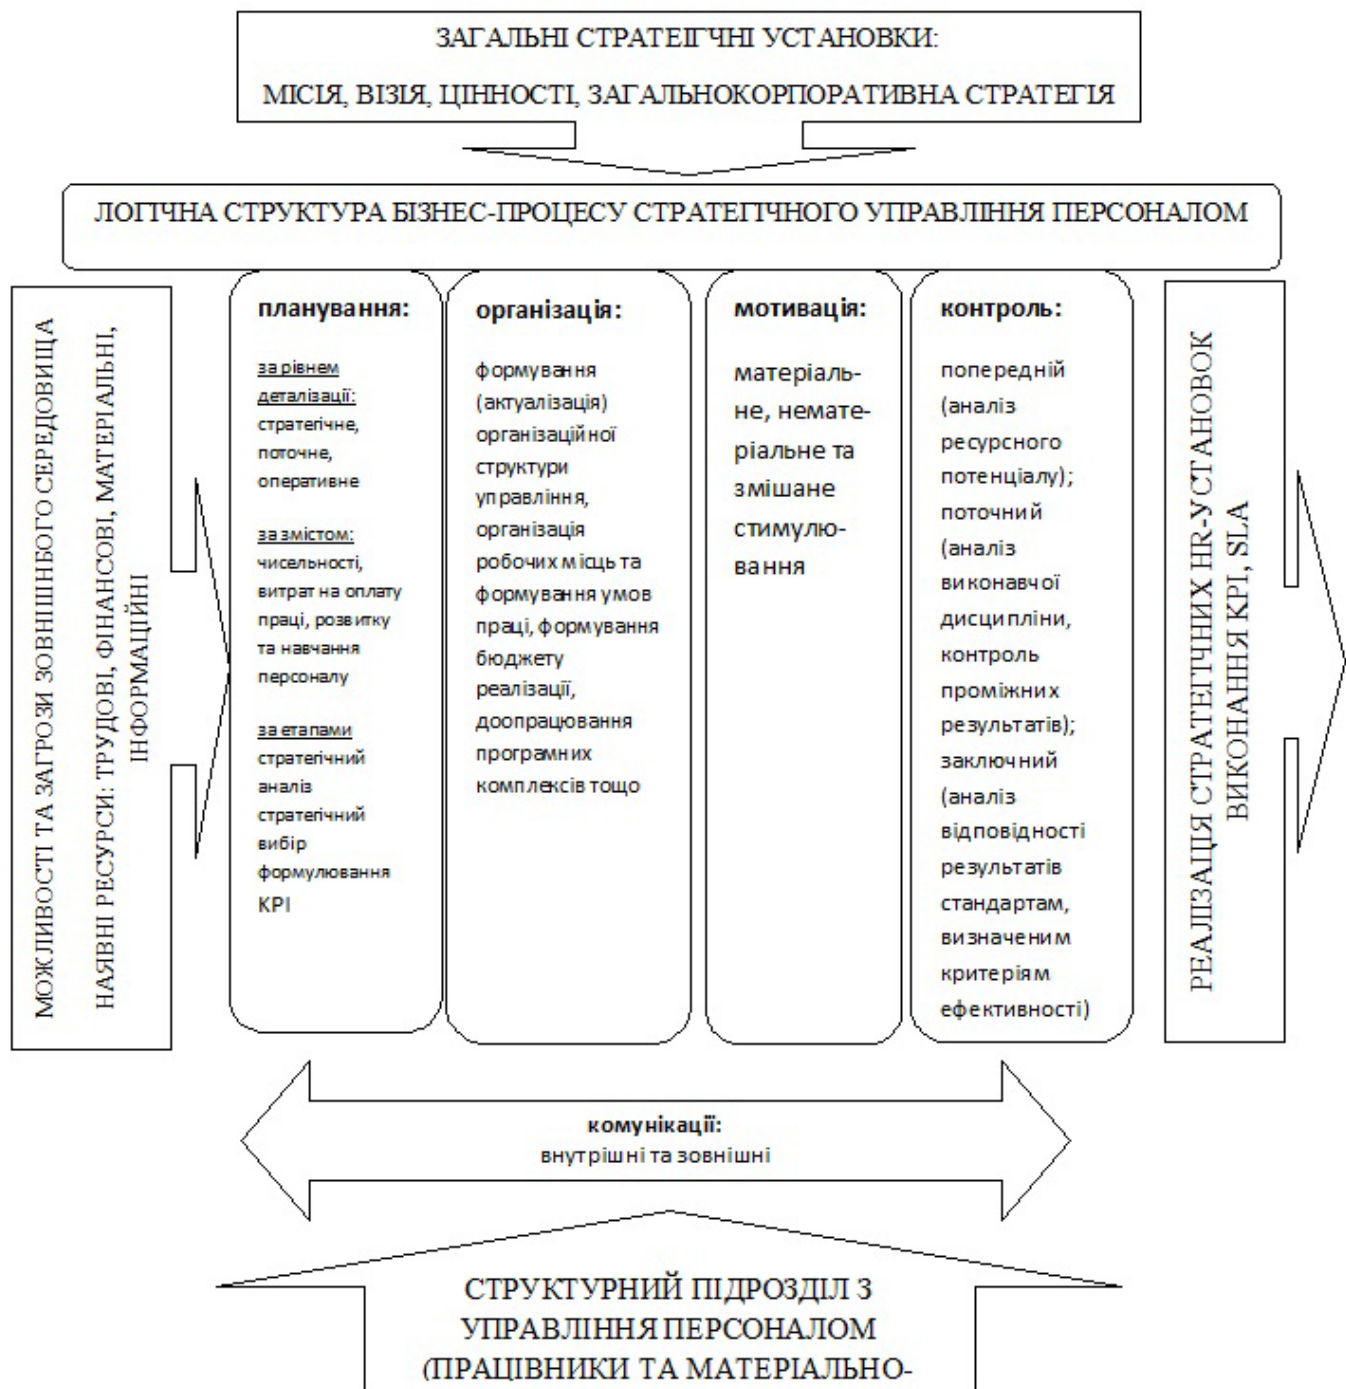 ЗАГАЛЬНІ СТРАТЕІГЧНІ УСТАНОВКИ:
МІСІЯ, ВІЗІЯ, ЦІННОСТІ, ЗАГАЛЬНОКОРПОРАТИВНА СТРАТЕГІЯ
ЛОГІЧНА СТРУКТУРА БІЗНЕС-ПРОЦЕСУ СТРАТЕГІЧНОГО УПРАВЛІННЯ ПЕРСОНАЛОМ
МОЖЛИВОСТІ ТА ЗАГРОЗИ ЗОВНІШНЬОГО СЕРЕДОВИЩА
НАЯВНІ РЕСУРСИ: ТРУДОВІ, ФІНАНСОВІ, МАТЕРІАЛЬНІ,
ІНФОРМАЦІЙНІ
планування:
за рівнем
деталізації:
стратегічне,
поточне,
оперативне
за змістом:
чисельності,
витрат на оплату
праці, розвитку
та навчання
персоналу
за етапами
стратегічний
аналіз
стратегічний
вибір
формулювання
KPI
організація:
формування
(актуалізація)
організаційної
структури
управління,
організація
робочих місць та
формування умов
праці, формування
бюджету
реалізації,
доопрацювання
програмних
комплексів тощо
мотивація:
матеріаль-
не, немате-
ріальне та
змішане
стимулю-
вання
контроль:
попередній
(аналіз
ресурсного
потенціалу);
поточний
(аналіз
виконавчої
дисципліни,
контроль
проміжних
результатів);
заключний
(аналіз
відповідності
результатів
стандартам,
визначеним
критеріям
ефективності)
РЕАЛІЗАЦІЯ СТРАТЕГІЧНИХ HR-УСТАНОВОК
ВИКОНАННЯ KPI, SLA
комунікації:
внутрішні та зовнішні
СТРУКТУРНИЙ ПІДРОЗДІЛ З
УПРАВЛІННЯ ПЕРСОНАЛОМ
(ПРАЦІВНИКИ ТА МАТЕРІАЛЬНО-